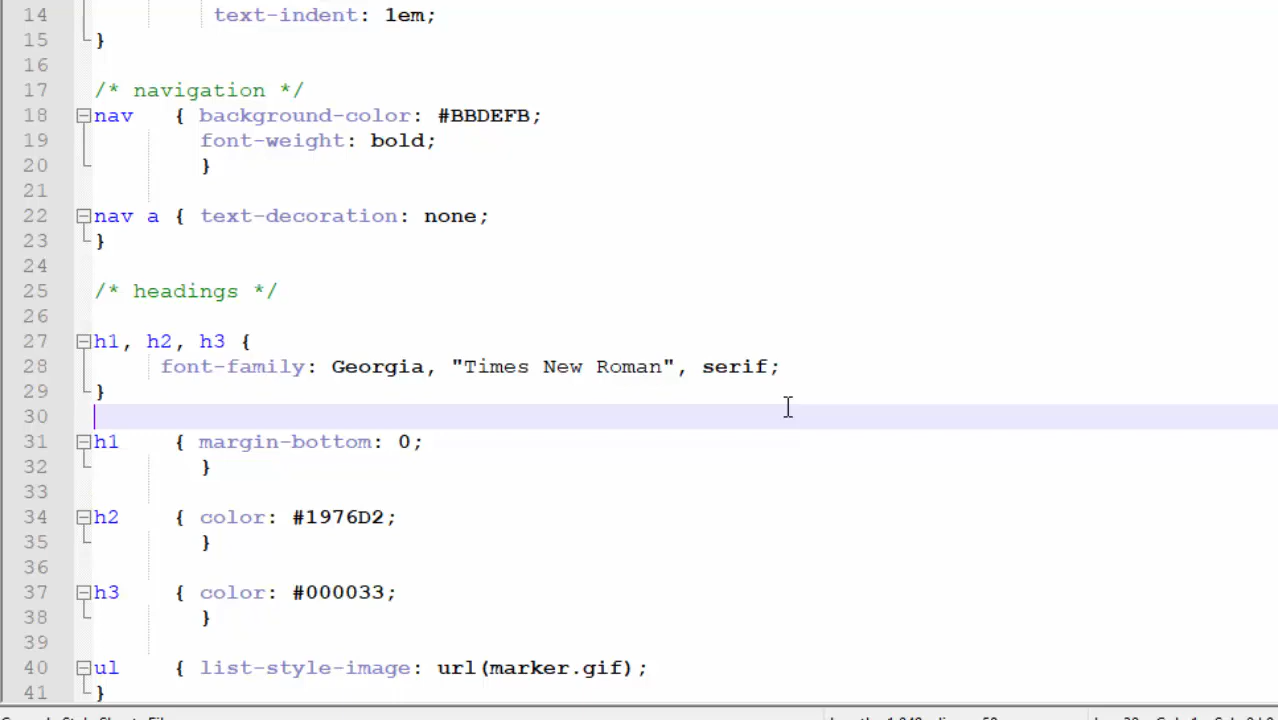 14 text-indent: 1em;
15 }
16
17 /* navigation */
18 nav { background-color: #BBDEFB;
19 font-weight: bold;
20 }
21
22 nav a { text-decoration: none;
23 }
24
25 /* headings */
26
27 h1, h2, h3 {
28 font-family: Georgia, "Times New Roman", serif;
29 }
30
31 h1 { margin-bottom: 0;
32 }
33
34 h2 { color: #1976D2;
35 }
36
37 h3 { color: #000033;
38 }
39
40 ul { list-style-image: url(marker.gif);
41 }